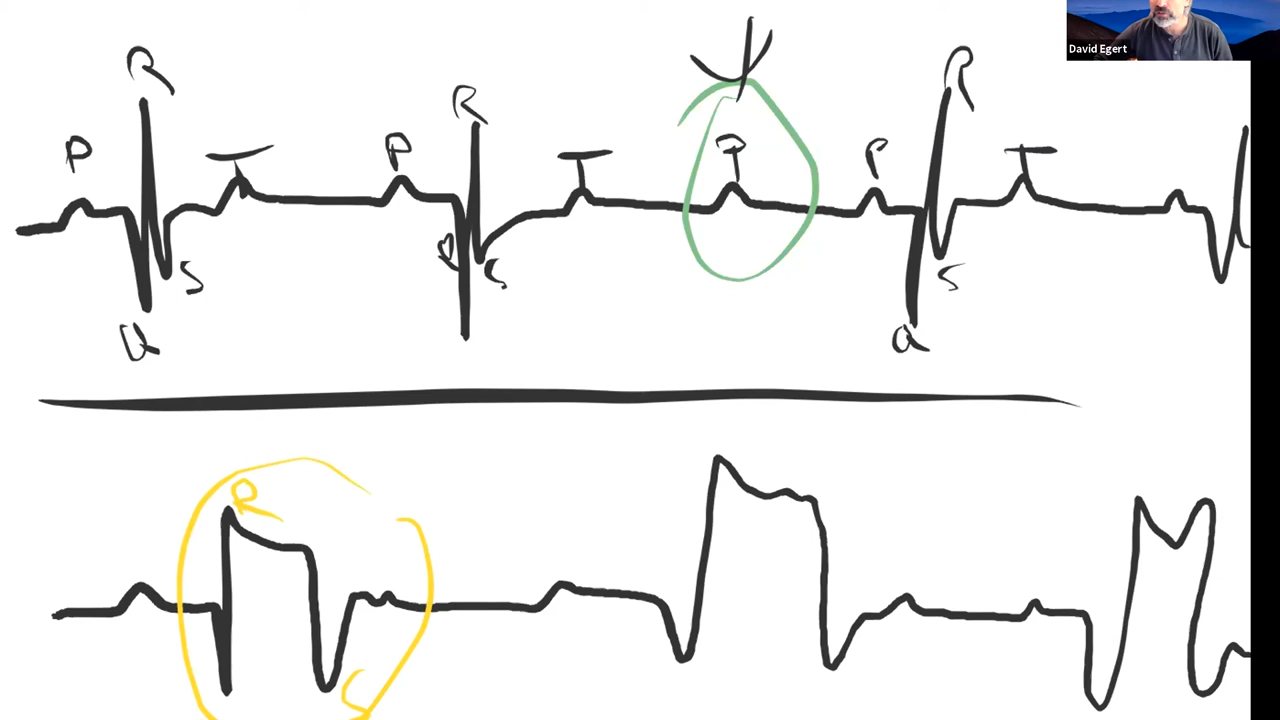 David Egert
R R R
P T P T P P T
Q S Q S Q S
R
S